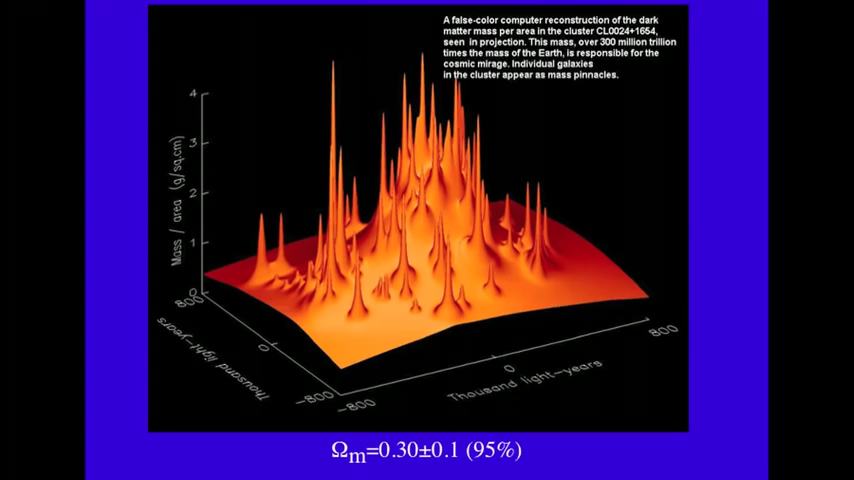 A false-color computer reconstruction of the dark
matter mass per area in the cluster CL0024+1654,
seen in projection. This mass, over 300 million trillion
times the mass of the Earth, is responsible for the
cosmic mirage. Individual galaxies
in the cluster appear as mass pinnacles.
4
3
2
1
0
Mass / area (g/sq.cm)
800
0
-800
Thousand light-years
-800
0
800
Thousand light-years
Ωm=0.30±0.1 (95%)